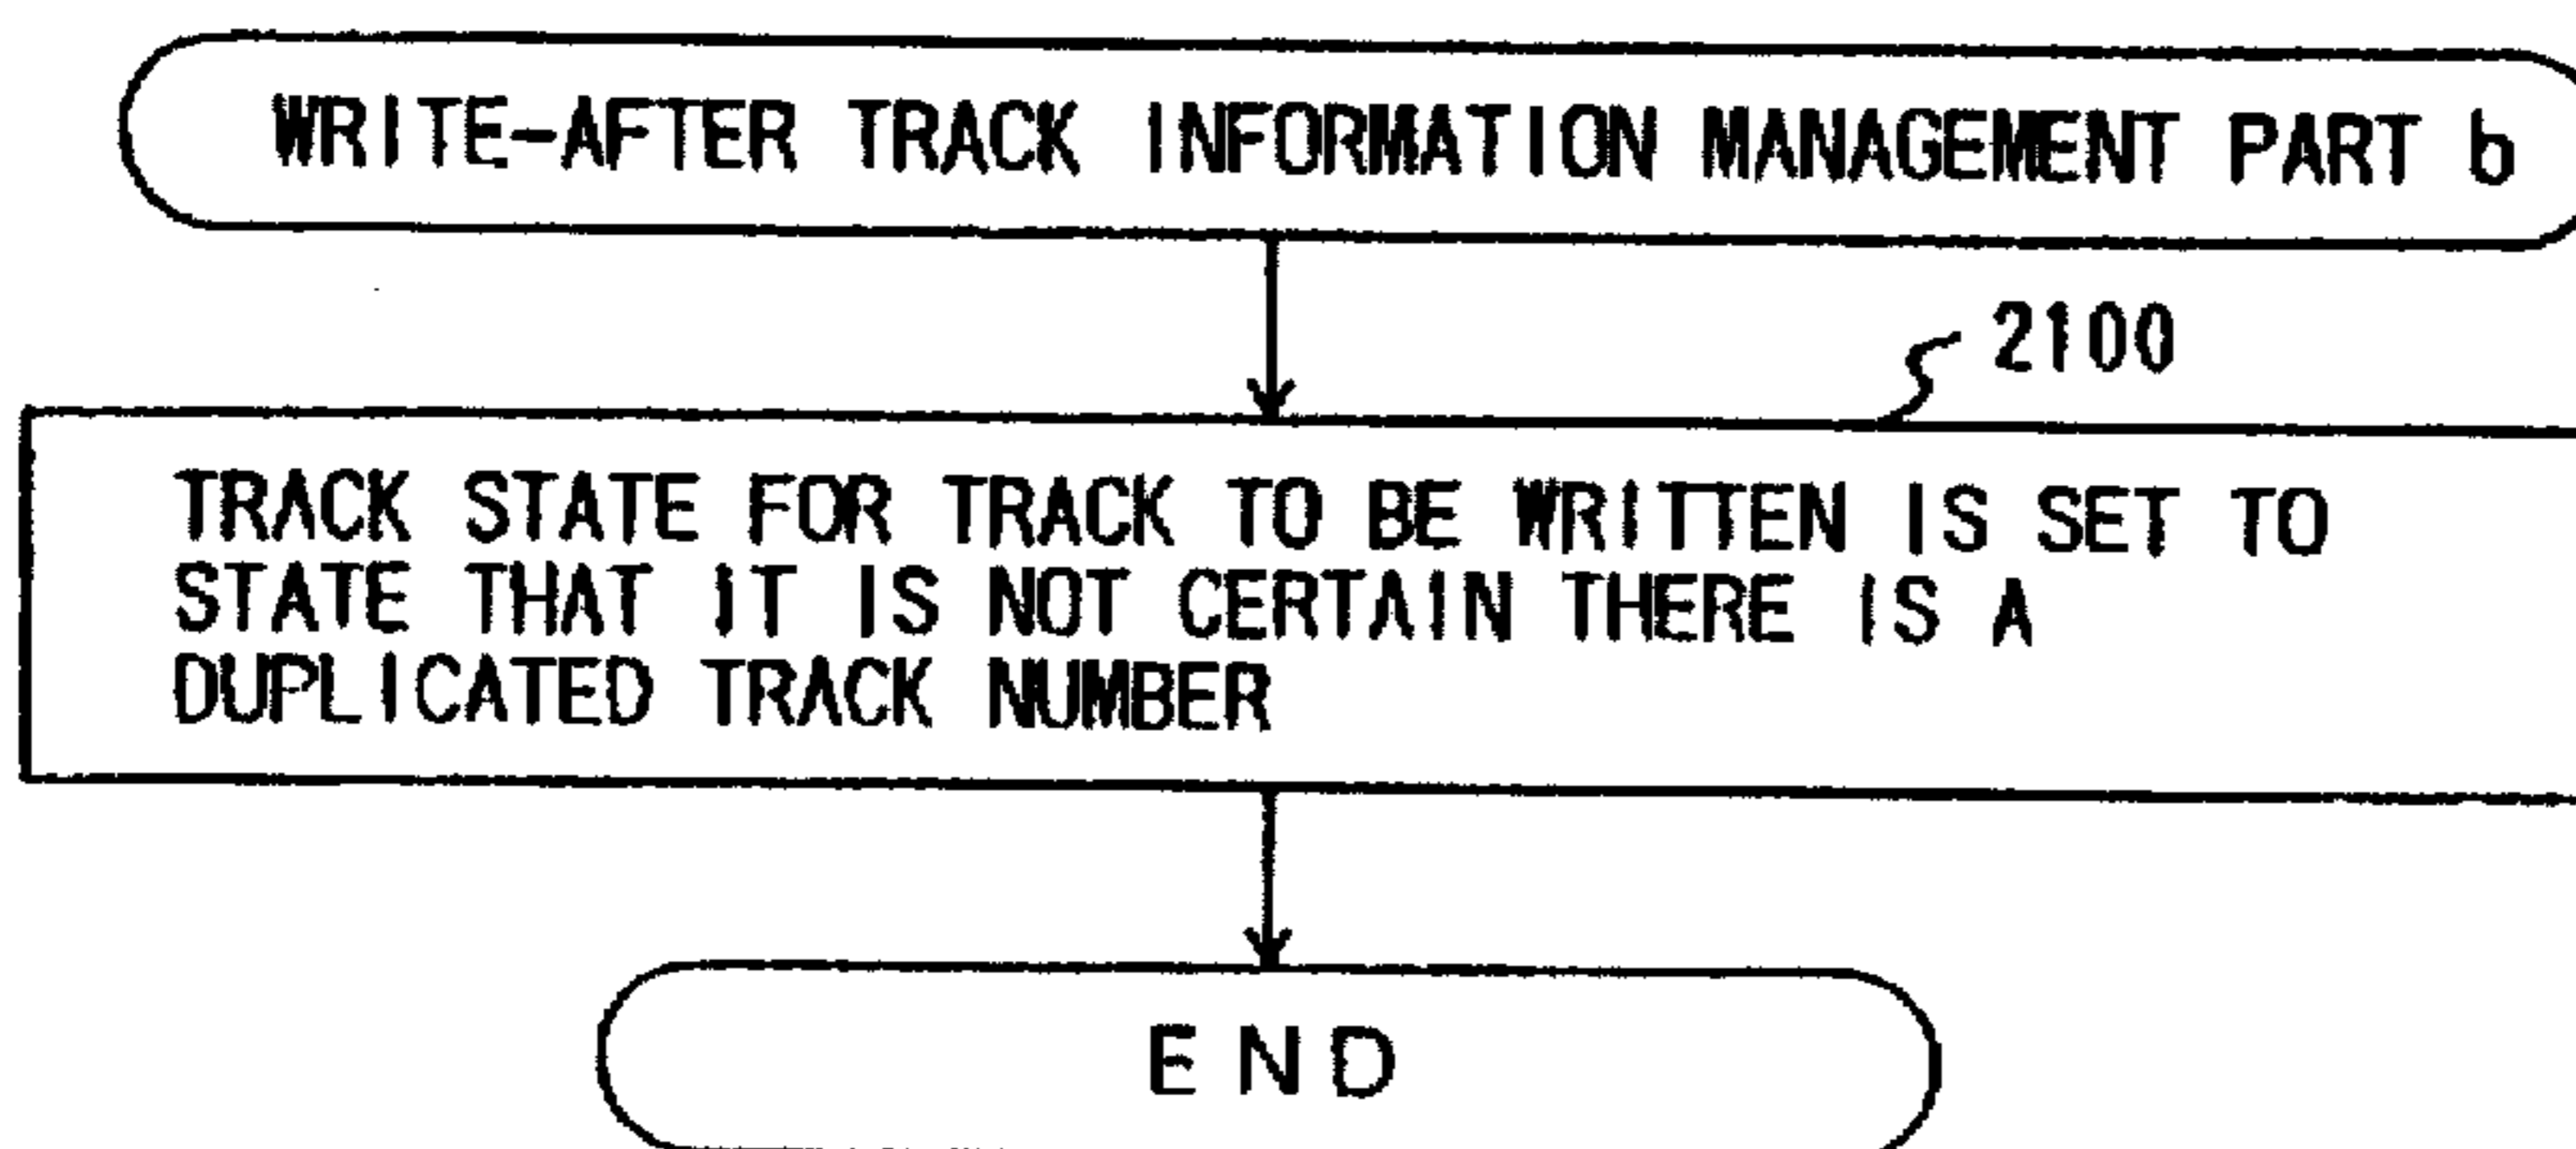 WRITE-AFTER TRACK INFORMATION MANAGEMENT PART b
2100
TRACK STATE FOR TRACK TO BE WRITTEN IS SET TO
STATE THAT IT IS NOT CERTAIN THERE IS A
DUPLICATED TRACK NUMBER
END